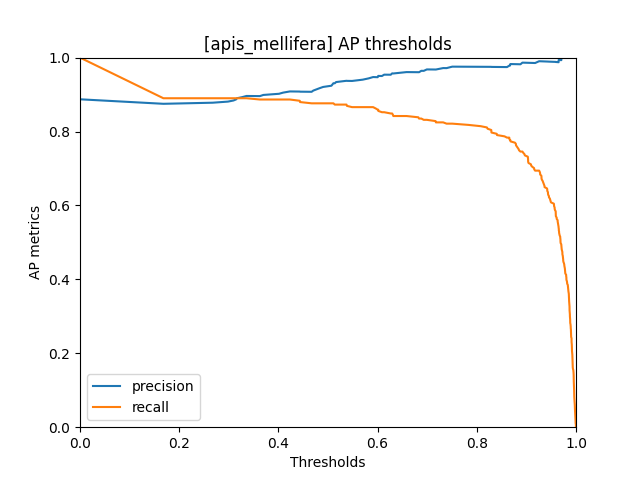 [apis_mellifera] AP thresholds
1.0
0.8
0.6
0.4
0.2
0.0
AP metrics
precision
recall
0.0 0.2 0.4 0.6 0.8 1.0
Thresholds